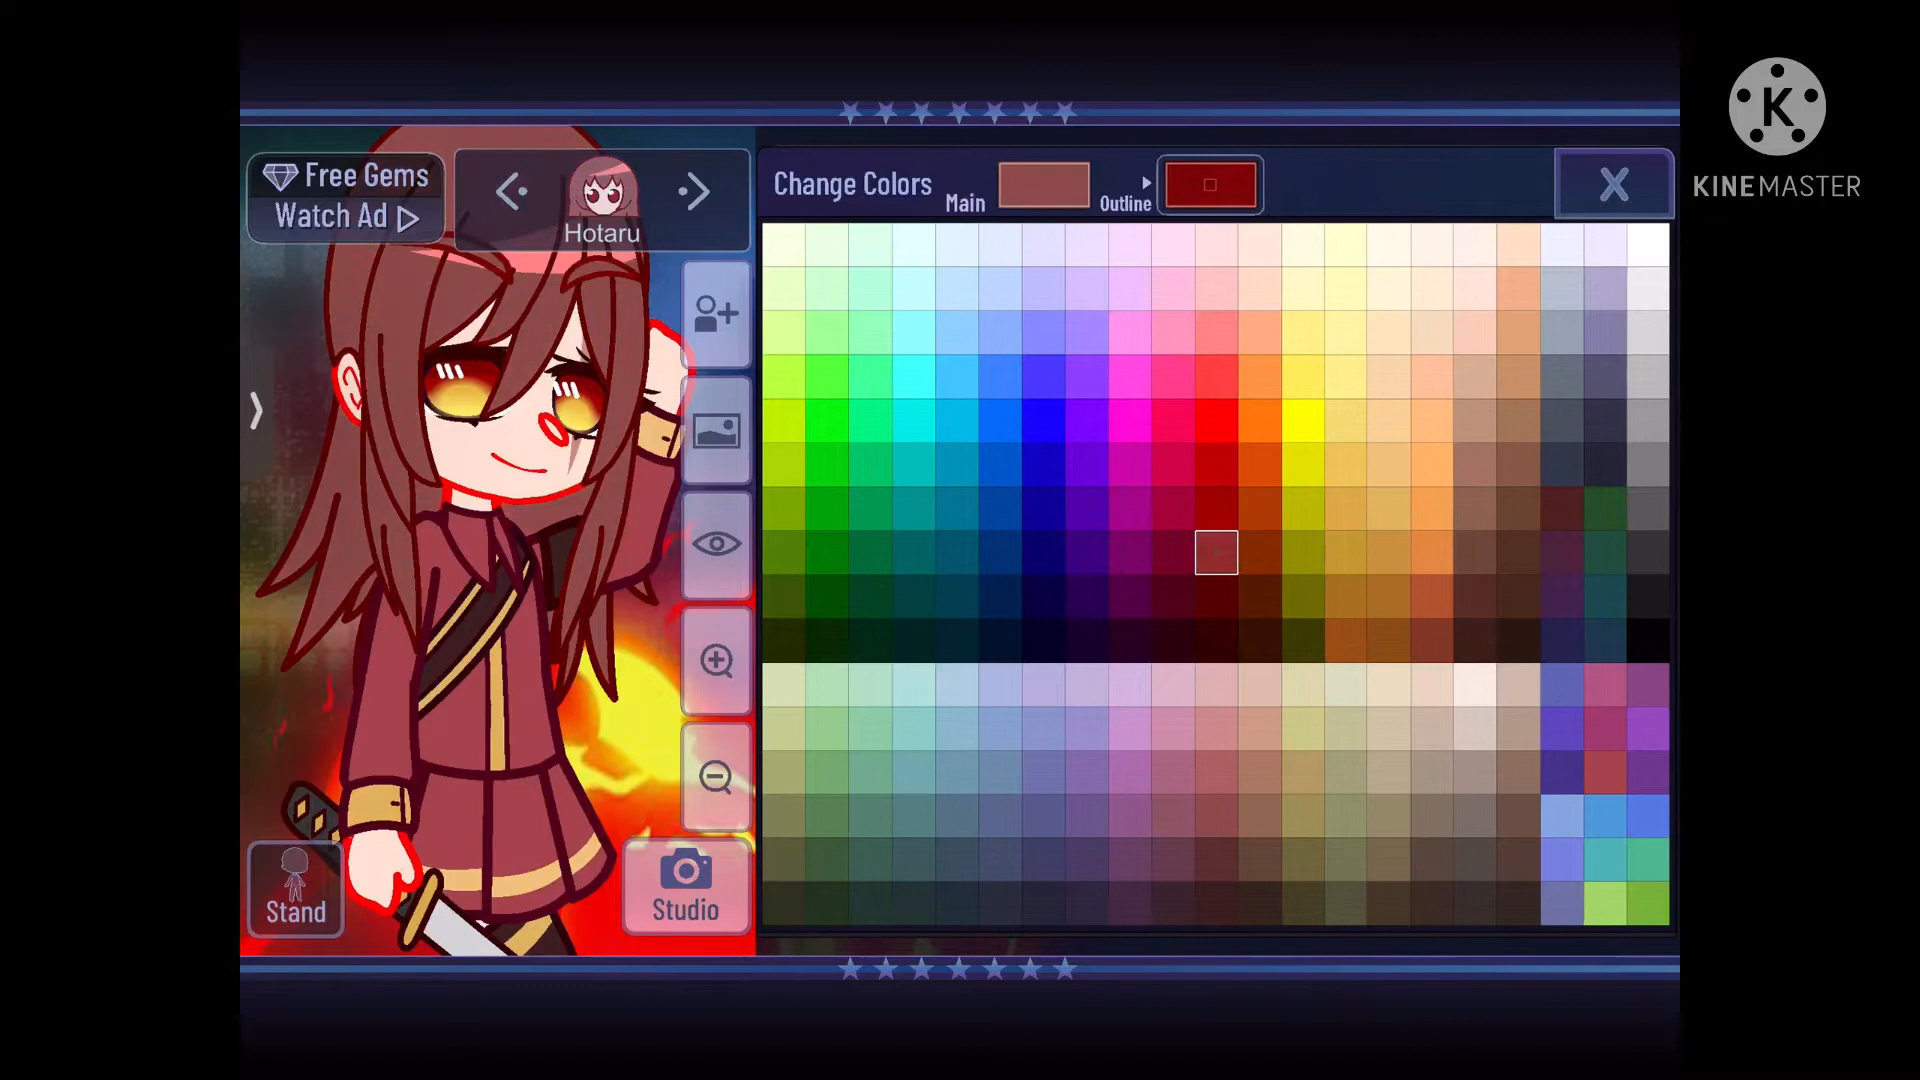 Free Gems
Watch Ad
Hotaru
Change Colors
Main
Outline
X
K
KINEMASTER
Stand
Studio